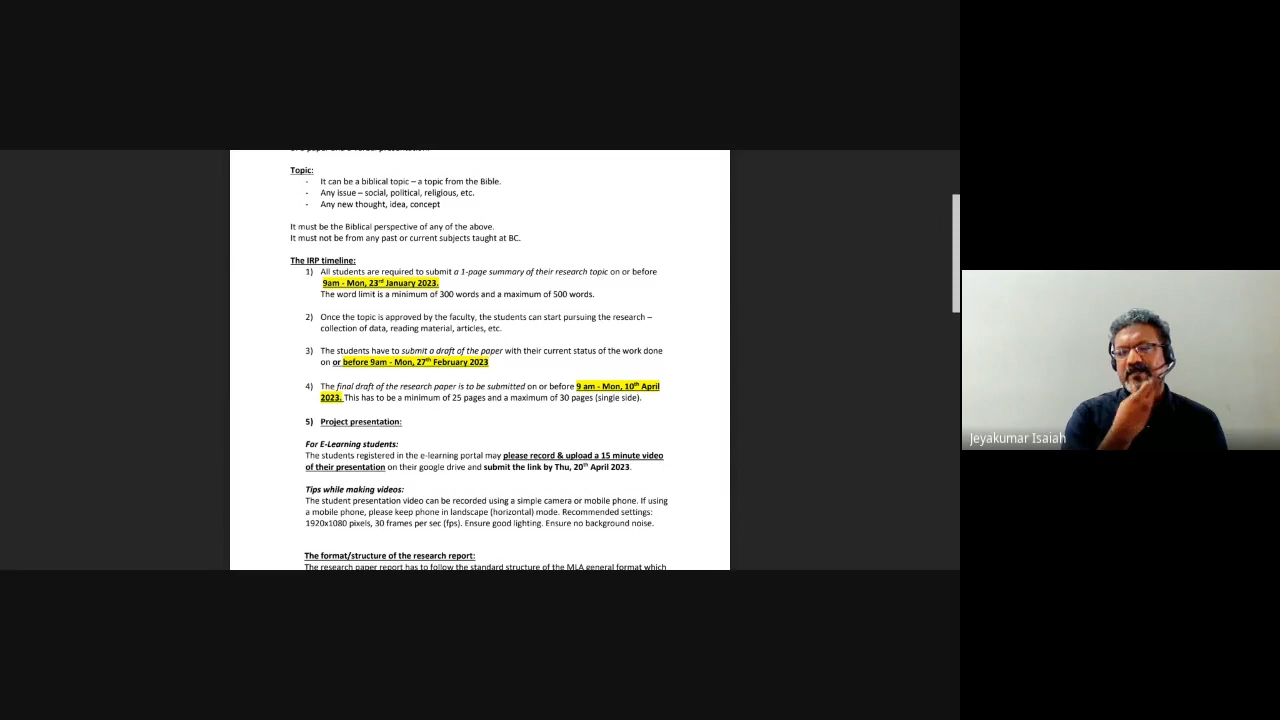 Topic:
- It can be a biblical topic – a topic from the Bible.
- Any issue – social, political, religious, etc.
- Any new thought, idea, concept
It must be the Biblical perspective of any of the above.
It must not be from any past or current subjects taught at BC.
The IRP timeline:
1) All students are required to submit a 1-page summary of their research topic on or before
9am - Mon, 23rd January 2023.
The word limit is a minimum of 300 words and a maximum of 500 words.
2) Once the topic is approved by the faculty, the students can start pursuing the research –
collection of data, reading material, articles, etc.
3) The students have to submit a draft of the paper with their current status of the work done
on or before 9am - Mon, 27th February 2023
4) The final draft of the research paper is to be submitted on or before 9 am - Mon, 10th April
2023. This has to be a minimum of 25 pages and a maximum of 30 pages (single side).
5) Project presentation:
For E-Learning students:
The students registered in the e-learning portal may please record & upload a 15 minute video
of their presentation on their google drive and submit the link by Thu, 20th April 2023.
Tips while making videos:
The student presentation video can be recorded using a simple camera or mobile phone. If using
a mobile phone, please keep phone in landscape (horizontal) mode. Recommended settings:
1920x1080 pixels, 30 frames per sec (fps). Ensure good lighting. Ensure no background noise.
The format/structure of the research report:
The research paper report has to follow the standard structure of the MLA general format which
Jeyakumar Isaiah